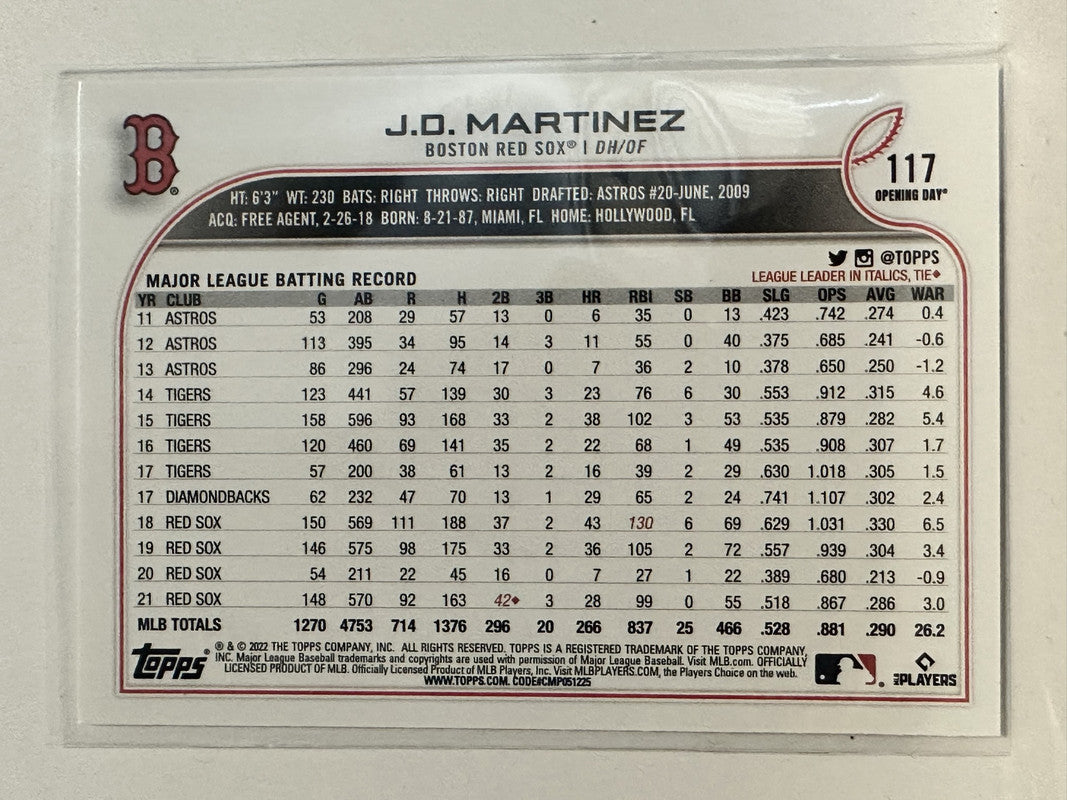 B
J.D. MARTINEZ
BOSTON RED SOX® | DH/OF
117
OPENING DAY®
HT: 6'3" WT: 230 BATS: RIGHT THROWS: RIGHT DRAFTED: ASTROS #20-JUNE, 2009
ACQ: FREE AGENT, 2-26-18 BORN: 8-21-87, MIAMI, FL HOME: HOLLYWOOD, FL
@TOPPS
MAJOR LEAGUE BATTING RECORD
LEAGUE LEADER IN ITALICS, TIE♦
YR CLUB G AB R H 2B 3B HR RBI SB BB SLG OPS AVG WAR
11 ASTROS 53 208 29 57 13 0 6 35 0 13 .423 .742 .274 0.4
12 ASTROS 113 395 34 95 14 3 11 55 0 40 .375 .685 .241 -0.6
13 ASTROS 86 296 24 74 17 0 7 36 2 10 .378 .650 .250 -1.2
14 TIGERS 123 441 57 139 30 3 23 76 6 30 .553 .912 .315 4.6
15 TIGERS 158 596 93 168 33 2 38 102 3 53 .535 .879 .282 5.4
16 TIGERS 120 460 69 141 35 2 22 68 1 49 .535 .908 .307 1.7
17 TIGERS 57 200 38 61 13 2 16 39 2 29 .630 1.018 .305 1.5
17 DIAMONDBACKS 62 232 47 70 13 1 29 65 2 24 .741 1.107 .302 2.4
18 RED SOX 150 569 111 188 37 2 43 130 6 69 .629 1.031 .330 6.5
19 RED SOX 146 575 98 175 33 2 36 105 2 72 .557 .939 .304 3.4
20 RED SOX 54 211 22 45 16 0 7 27 1 22 .389 .680 .213 -0.9
21 RED SOX 148 570 92 163 42♦ 3 28 99 0 55 .518 .867 .286 3.0
MLB TOTALS 1270 4753 714 1376 296 20 266 837 25 466 .528 .881 .290 26.2
Topps®
® & © 2022 THE TOPPS COMPANY, INC. ALL RIGHTS RESERVED. TOPPS IS A REGISTERED TRADEMARK OF THE TOPPS COMPANY,
INC. Major League Baseball trademarks and copyrights are used with permission of Major League Baseball. Visit MLB.com. OFFICIALLY
LICENSED PRODUCT OF MLB. Officially Licensed Product of MLB Players, Inc. Visit MLBPLAYERS.COM, the Players Choice on the web.
WWW.TOPPS.COM. CODE#CMP051225
MLB PLAYERS